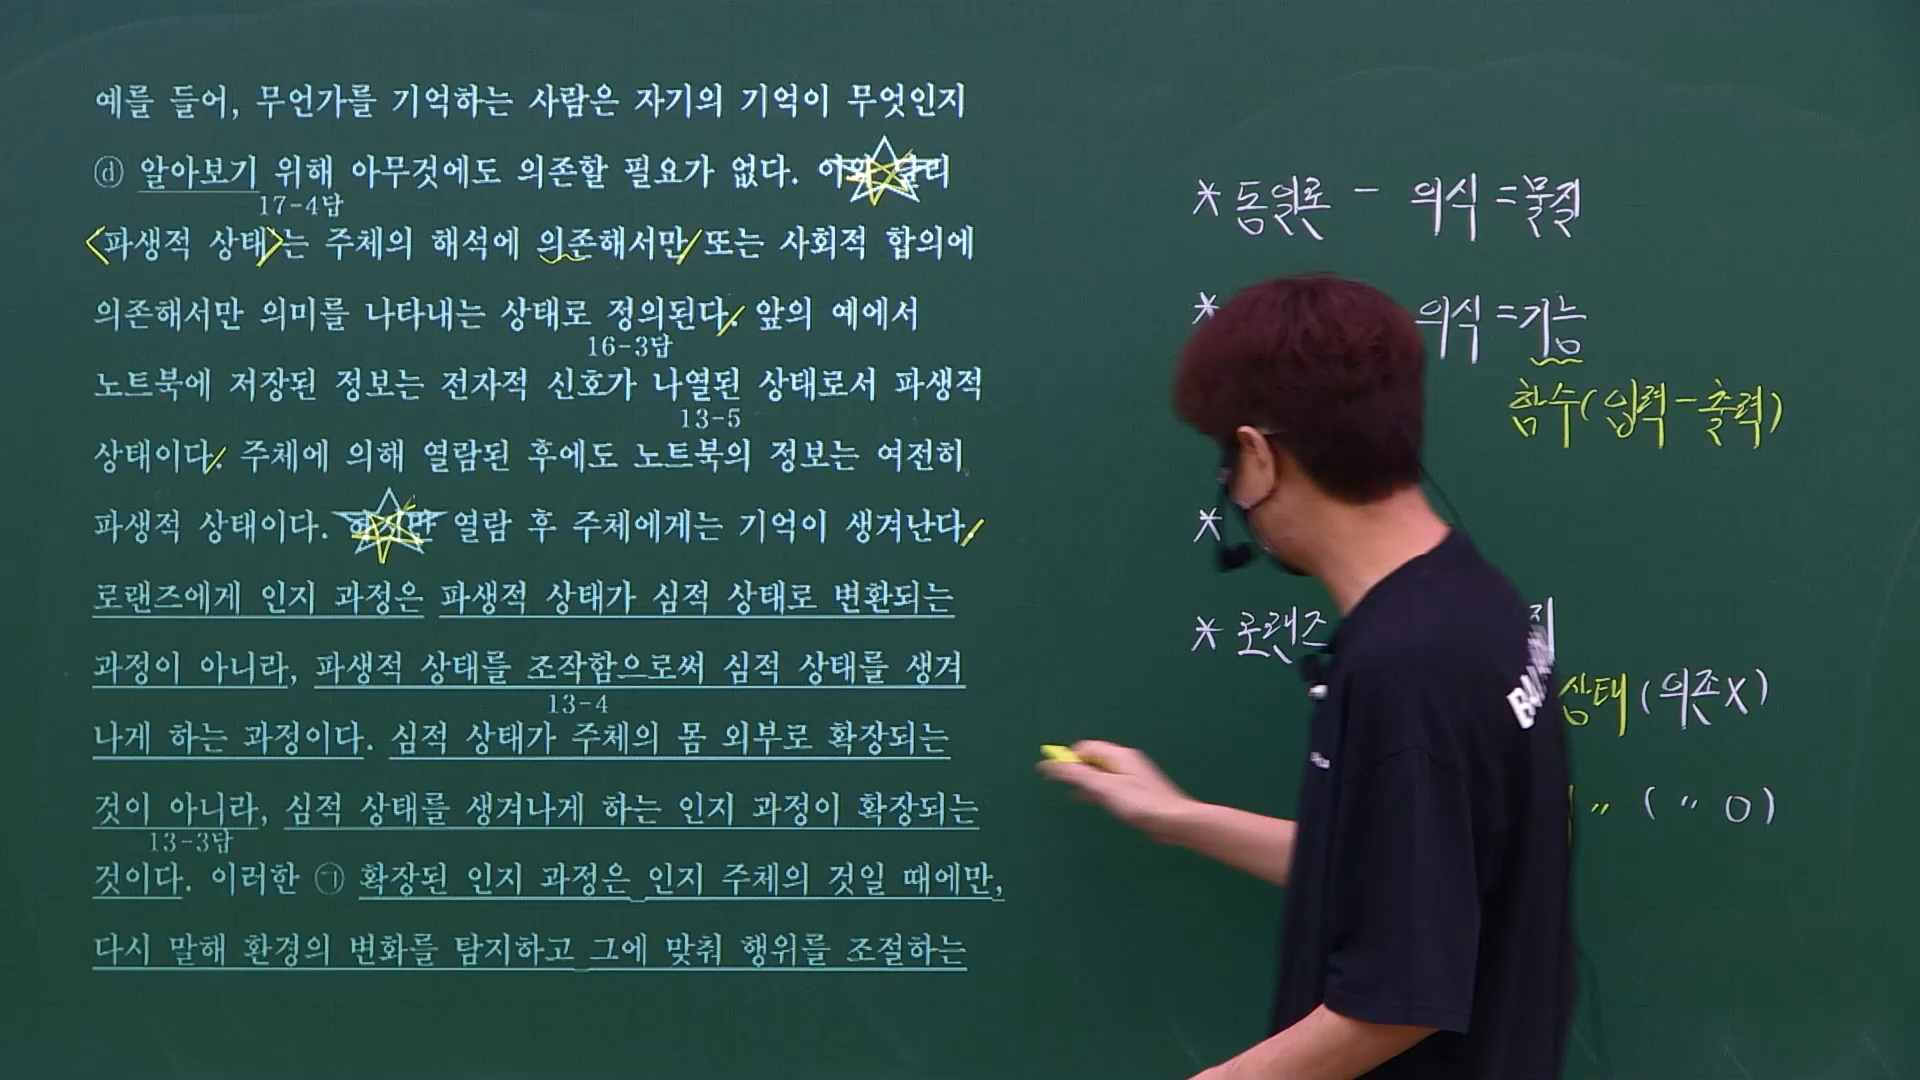 예를 들어, 무언가를 기억하는 사람은 자기의 기억이 무엇인지
ⓓ 알아보기 위해 아무것에도 의존할 필요가 없다. 이와 달리
17-4답
<파생적 상태>는 주체의 해석에 의존해서만 또는 사회적 합의에
의존해서만 의미를 나타내는 상태로 정의된다. 앞의 예에서
16-3답
노트북에 저장된 정보는 전자적 신호가 나열된 상태로서 파생적
13-5
상태이다. 주체에 의해 열람된 후에도 노트북의 정보는 여전히
파생적 상태이다. 하지만 열람 후 주체에게는 기억이 생겨난다.
로랜즈에게 인지 과정은 파생적 상태가 심적 상태로 변환되는
과정이 아니라, 파생적 상태를 조작함으로써 심적 상태를 생겨
13-4
나게 하는 과정이다. 심적 상태가 주체의 몸 외부로 확장되는
것이 아니라, 심적 상태를 생겨나게 하는 인지 과정이 확장되는
13-3답
것이다. 이러한 ㉠ 확장된 인지 과정은 인지 주체의 것일 때에만,
다시 말해 환경의 변화를 탐지하고 그에 맞춰 행위를 조절하는
* 동일론 - 의식 = 물질
* 의식 = 기능
함수(입력-출력)
*
* 로랜즈
상태(의존X)
" ( " O)